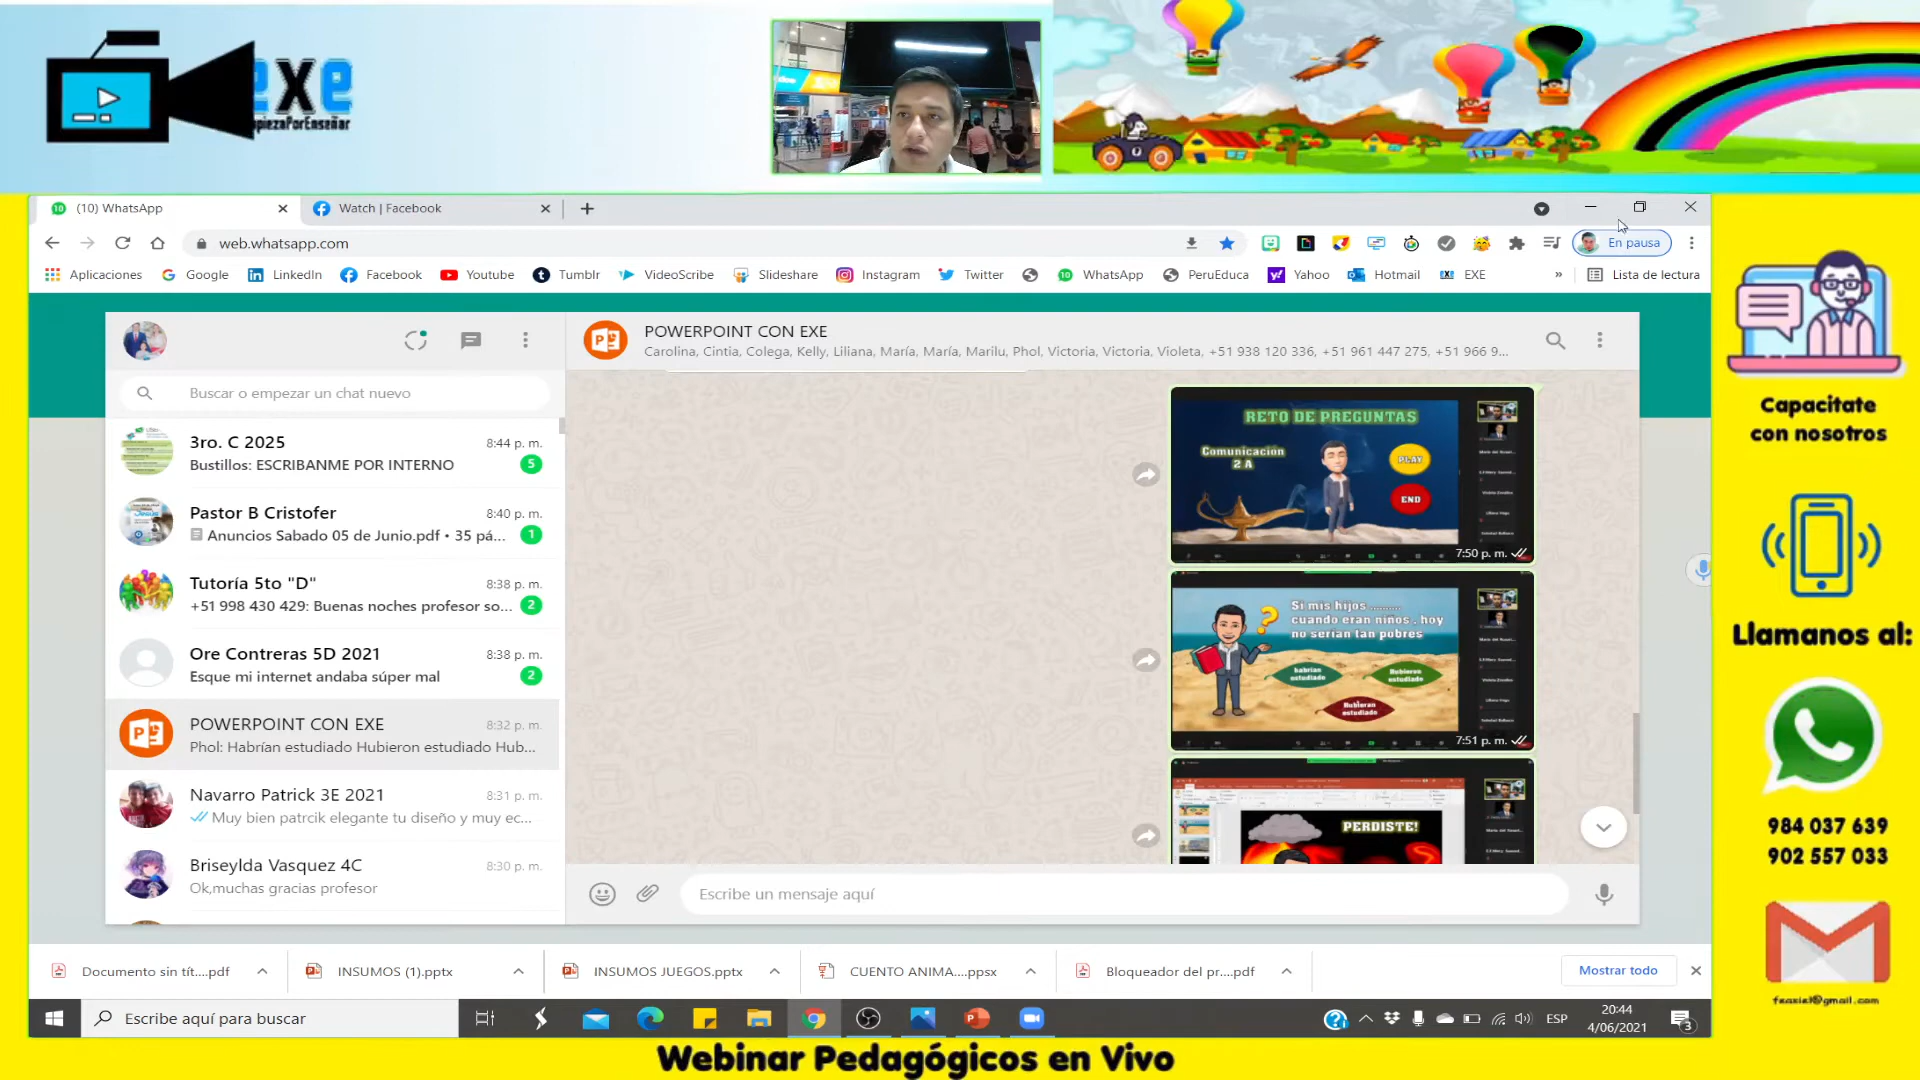 exe
(10) WhatsApp
Watch | Facebook
web.whatsapp.com
En pausa
Aplicaciones
Google
LinkedIn
Facebook
Youtube
Tumblr
VideoScribe
Slideshare
Instagram
Twitter
WhatsApp
PeruEduca
Yahoo
Hotmail
EXE
»
Lista de lectura
Buscar o empezar un chat nuevo
3ro. C 2025
8:44 p. m.
Bustillos: ESCRIBANME POR INTERNO
5
Pastor B Cristofer
8:40 p. m.
Anuncios Sabado 05 de Junio.pdf • 35 pá...
1
Tutoría 5to "D"
8:38 p. m.
+51 998 430 429: Buenas noches profesor so...
2
Ore Contreras 5D 2021
8:38 p. m.
Esque mi internet andaba súper mal
2
POWERPOINT CON EXE
8:32 p. m.
Phol: Habrían estudiado Hubieron estudiado Hub...
Navarro Patrick 3E 2021
8:31 p. m.
Muy bien patrcik elegante tu diseño y muy ec...
Briseylda Vasquez 4C
8:30 p. m.
Ok,muchas gracias profesor
POWERPOINT CON EXE
Carolina, Cintia, Colega, Kelly, Liliana, María, María, Marilu, Phol, Victoria, Victoria, Violeta, +51 938 120 336, +51 961 447 275, +51 966 9...
RETO DE PREGUNTAS
Comunicación
2 A
PLAY
END
7:50 p. m.
Si mis hijos ..........
cuando eran niños , hoy
no serían tan pobres
habrían
estudiado
Hubieran
estudiado
Hubieron
estudiado
7:51 p. m.
PERDISTE!
Escribe un mensaje aquí
Documento sin tít....pdf
INSUMOS (1).pptx
INSUMOS JUEGOS.pptx
CUENTO ANIMA....ppsx
Bloqueador del pr....pdf
Mostrar todo
Escribe aquí para buscar
ESP
20:44
4/06/2021
3
Capacitate
con nosotros
Llamanos al:
984 037 639
902 557 033
Webinar Pedagógicos en Vivo